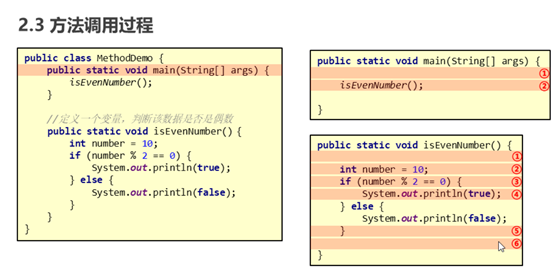 2.3 方法调用过程
public class MethodDemo {
public static void main(String[] args) {
isEvenNumber();
}
//定义一个变量，判断该数据是否是偶数
public static void isEvenNumber() {
int number = 10;
if (number % 2 == 0) {
System.out.println(true);
} else {
System.out.println(false);
}
}
}
public static void main(String[] args) {
①
isEvenNumber(); ②
}
public static void isEvenNumber() {
①
int number = 10; ②
if (number % 2 == 0) { ③
System.out.println(true); ④
} else {
System.out.println(false);
} ⑤
⑥
}